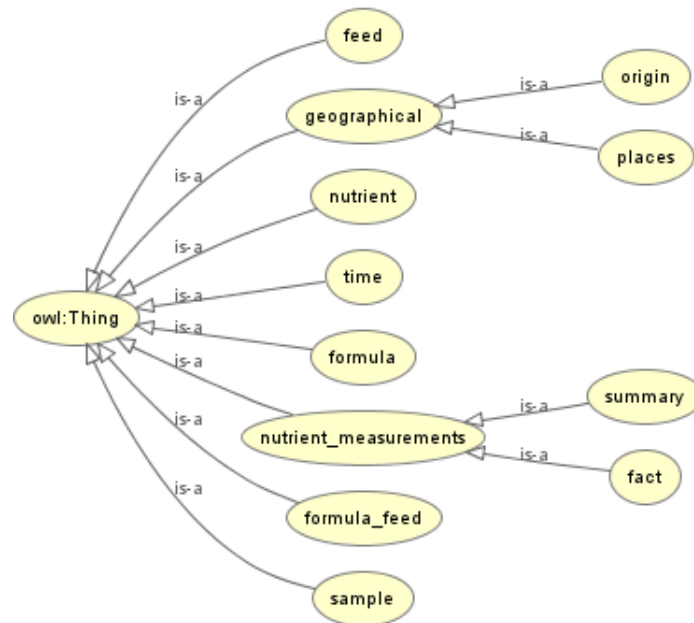 feed
is-a
origin
is-a
geographical
is-a
places
is-a
nutrient
is-a
time
is-a
owl:Thing
is-a
formula
is-a
summary
is-a
nutrient_measurements
is-a
fact
is-a
formula_feed
is-a
sample